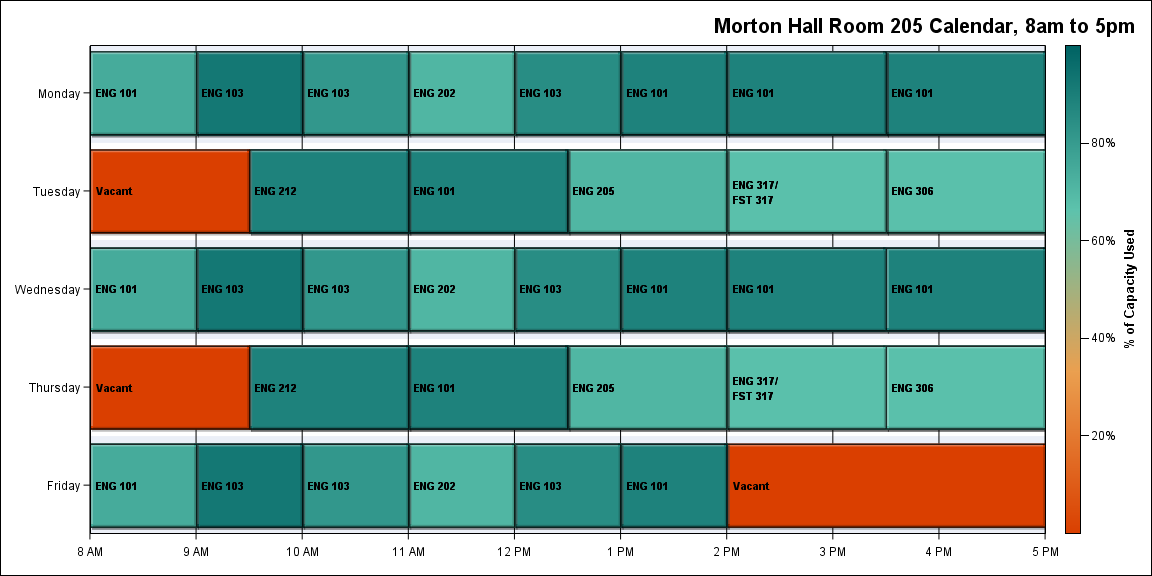 Morton Hall Room 205 Calendar, 8am to 5pm
Monday
ENG 101
ENG 103
ENG 103
ENG 202
ENG 103
ENG 101
ENG 101
ENG 101
Tuesday
Vacant
ENG 212
ENG 101
ENG 205
ENG 317/
FST 317
ENG 306
Wednesday
ENG 101
ENG 103
ENG 103
ENG 202
ENG 103
ENG 101
ENG 101
ENG 101
Thursday
Vacant
ENG 212
ENG 101
ENG 205
ENG 317/
FST 317
ENG 306
Friday
ENG 101
ENG 103
ENG 103
ENG 202
ENG 103
ENG 101
Vacant
8 AM
9 AM
10 AM
11 AM
12 PM
1 PM
2 PM
3 PM
4 PM
5 PM
80%
60%
40%
20%
% of Capacity Used